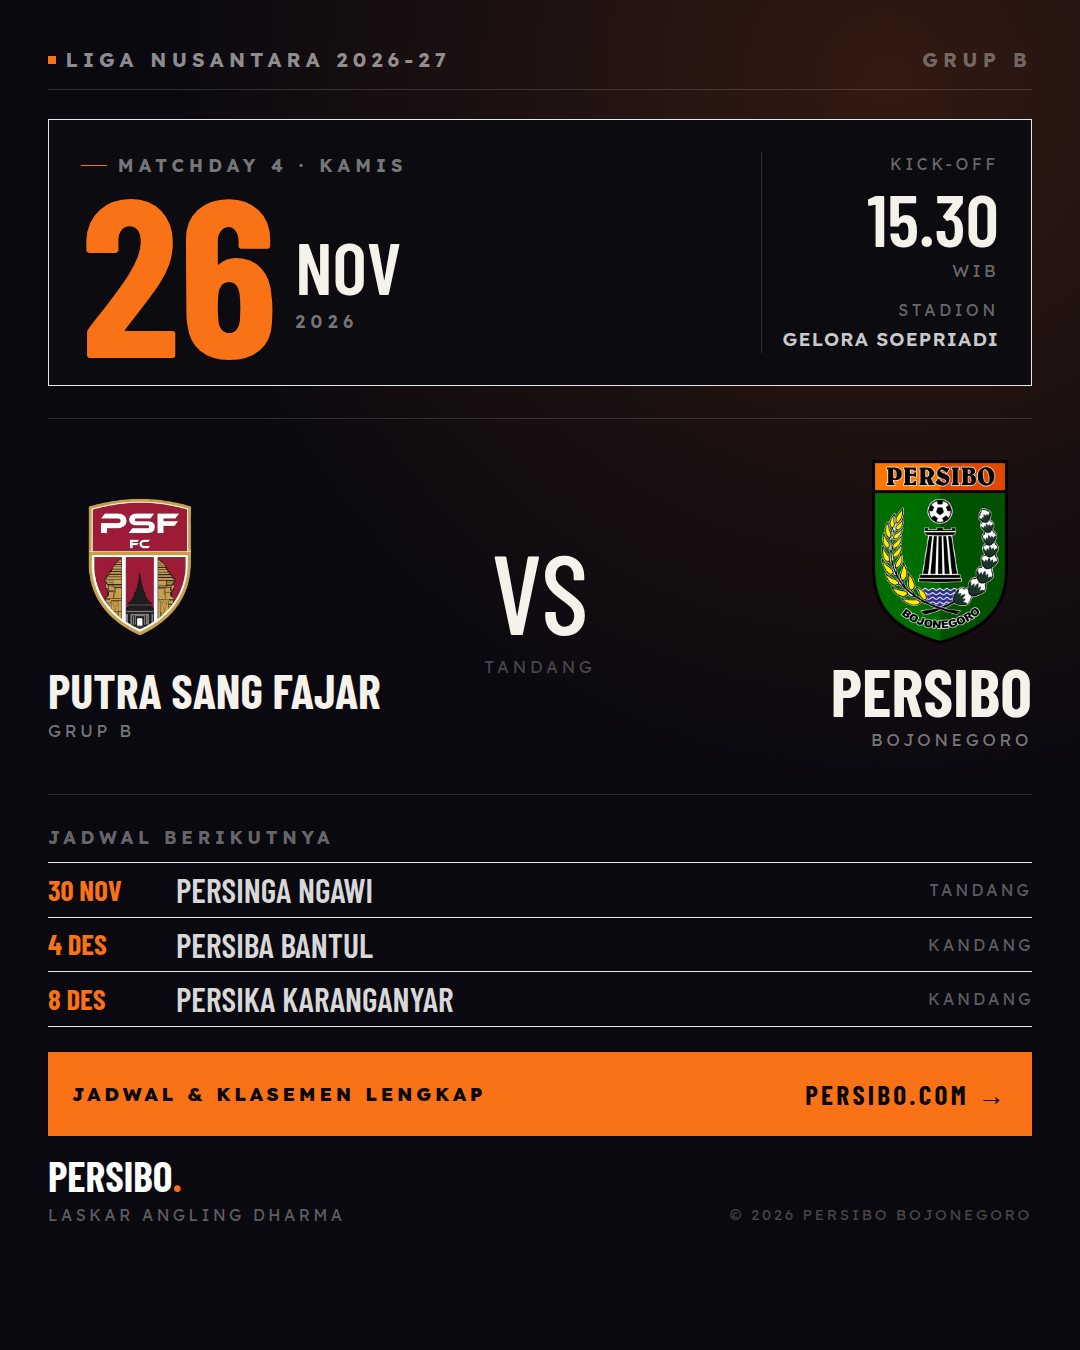 LIGA NUSANTARA 2026-27
GRUP B
MATCHDAY 4 · KAMIS
26
NOV
2026
KICK-OFF
15.30
WIB
STADION
GELORA SOEPRIADI
PSF
FC
PUTRA SANG FAJAR
GRUP B
VS
TANDANG
PERSIBO
BOJONEGORO
PERSIBO
BOJONEGORO
JADWAL BERIKUTNYA
30 NOV PERSINGA NGAWI TANDANG
4 DES PERSIBA BANTUL KANDANG
8 DES PERSIKA KARANGANYAR KANDANG
JADWAL & KLASEMEN LENGKAP
PERSIBO.COM →
PERSIBO.
LASKAR ANGLING DHARMA
© 2026 PERSIBO BOJONEGORO